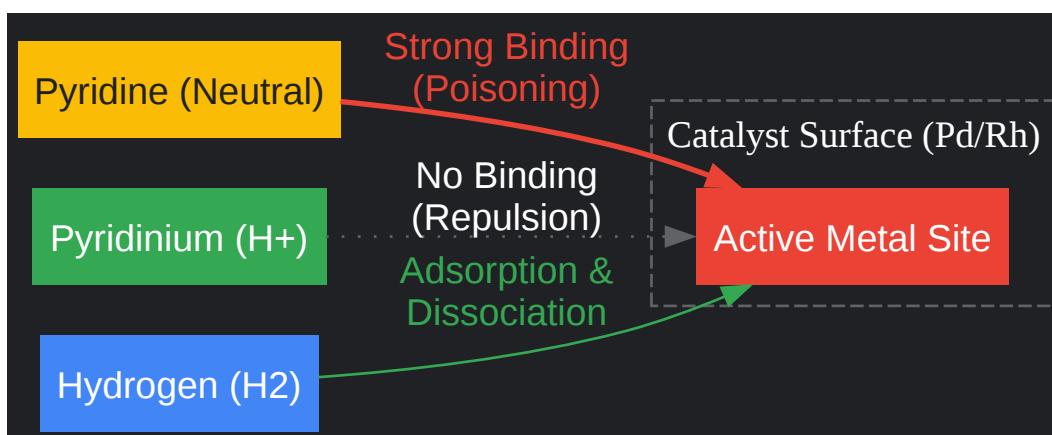 Pyridine (Neutral)
Strong Binding
(Poisoning)
Catalyst Surface (Pd/Rh)
Pyridinium (H+)
No Binding
(Repulsion)
Active Metal Site
Adsorption &
Dissociation
Hydrogen (H2)